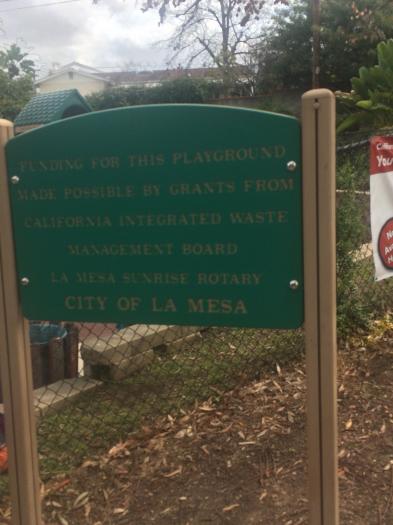 FUNDING FOR THIS PLAYGROUND
MADE POSSIBLE BY GRANTS FROM
CALIFORNIA INTEGRATED WASTE
MANAGEMENT BOARD
LA MESA SUNRISE ROTARY
CITY OF LA MESA